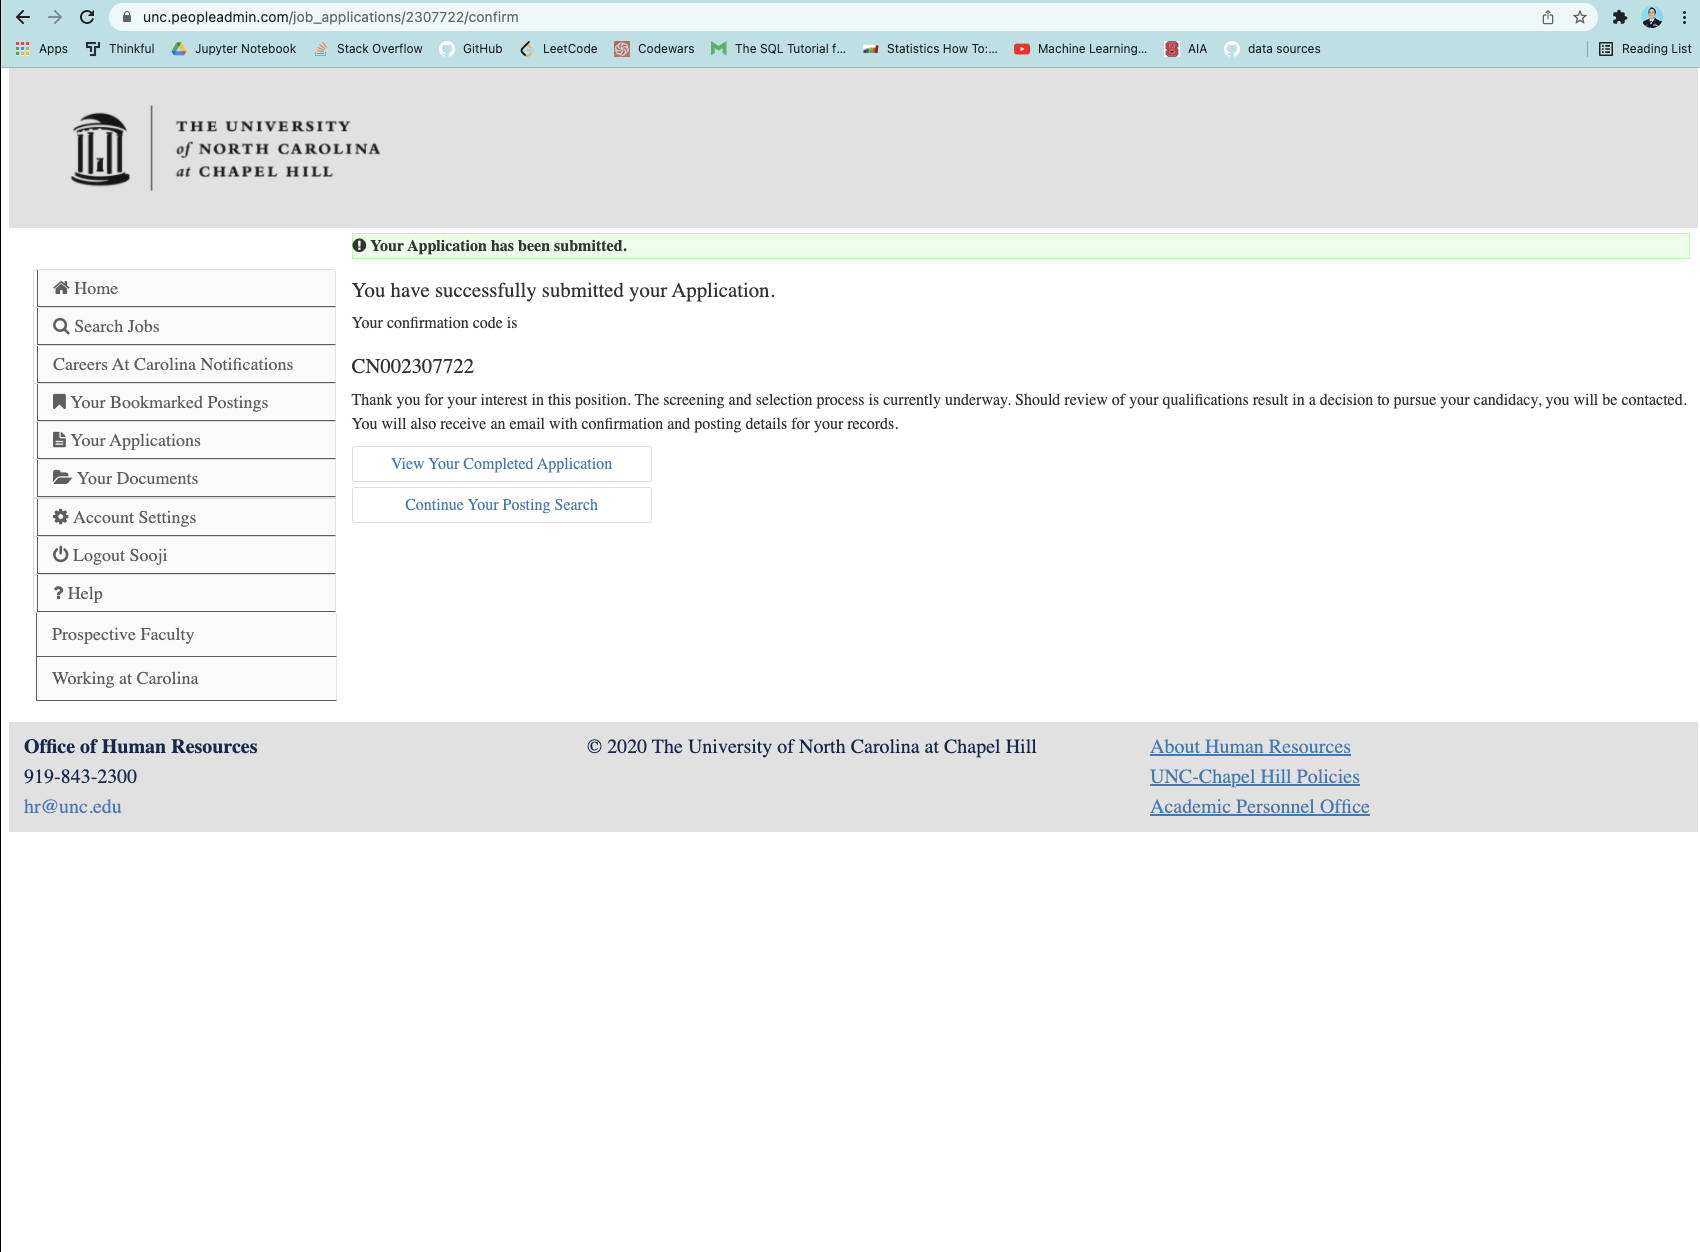 unc.peopleadmin.com/job_applications/2307722/confirm
Apps Thinkful Jupyter Notebook Stack Overflow GitHub LeetCode Codewars The SQL Tutorial f... Statistics How To:... Machine Learning... AIA data sources Reading List
THE UNIVERSITY
of NORTH CAROLINA
at CHAPEL HILL
Your Application has been submitted.
Home
Search Jobs
Careers At Carolina Notifications
Your Bookmarked Postings
Your Applications
Your Documents
Account Settings
Logout Sooji
? Help
Prospective Faculty
Working at Carolina
You have successfully submitted your Application.
Your confirmation code is
CN002307722
Thank you for your interest in this position. The screening and selection process is currently underway. Should review of your qualifications result in a decision to pursue your candidacy, you will be contacted.
You will also receive an email with confirmation and posting details for your records.
View Your Completed Application
Continue Your Posting Search
Office of Human Resources
919-843-2300
hr@unc.edu
© 2020 The University of North Carolina at Chapel Hill
About Human Resources
UNC-Chapel Hill Policies
Academic Personnel Office